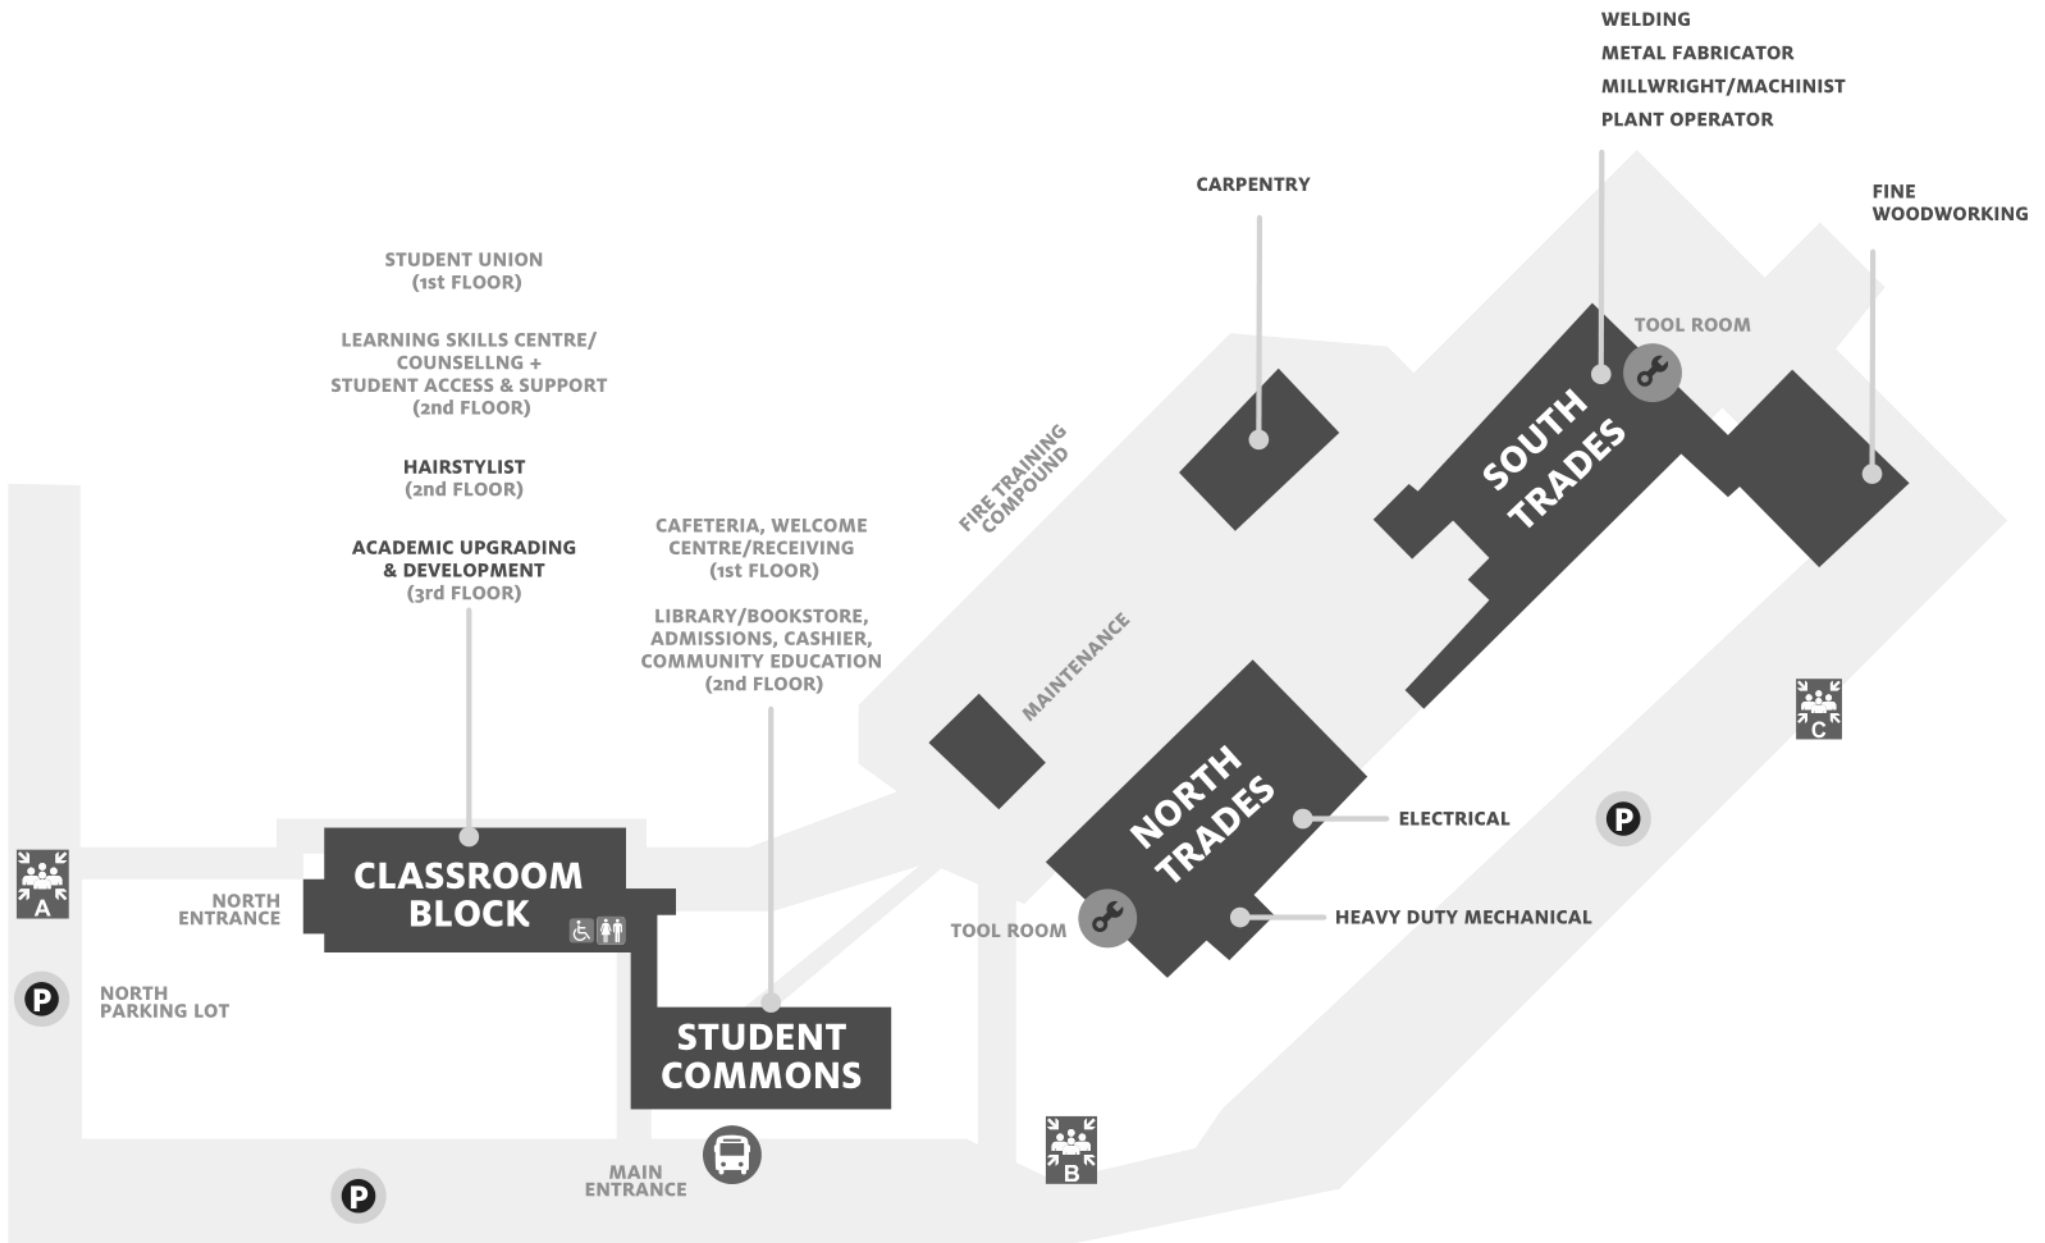 WELDING
METAL FABRICATOR
MILLWRIGHT/MACHINIST
PLANT OPERATOR
CARPENTRY
FINE
WOODWORKING
STUDENT UNION
(1st FLOOR)
LEARNING SKILLS CENTRE/
COUNSELLNG +
STUDENT ACCESS & SUPPORT
(2nd FLOOR)
HAIRSTYLIST
(2nd FLOOR)
ACADEMIC UPGRADING
& DEVELOPMENT
(3rd FLOOR)
CAFETERIA, WELCOME
CENTRE/RECEIVING
(1st FLOOR)
LIBRARY/BOOKSTORE,
ADMISSIONS, CASHIER,
COMMUNITY EDUCATION
(2nd FLOOR)
FIRE TRAINING
COMPOUND
TOOL ROOM
SOUTH
TRADES
MAINTENANCE
C
P
NORTH
TRADES
ELECTRICAL
HEAVY DUTY MECHANICAL
TOOL ROOM
CLASSROOM
BLOCK
A
NORTH
ENTRANCE
P
NORTH
PARKING LOT
STUDENT
COMMONS
B
MAIN
ENTRANCE
P